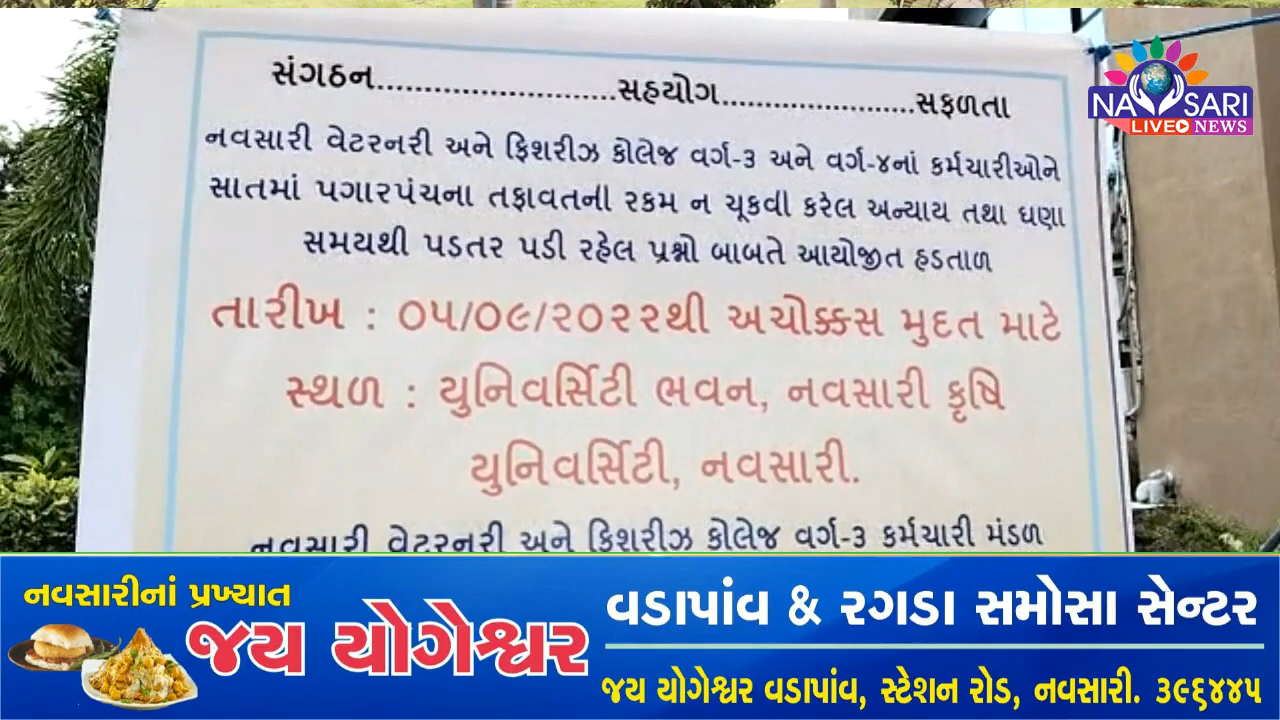 સંગઠન.........................સહયોગ....................સફળતા
નવસારી વેટરનરી અને ફિશરીઝ કોલેજ વર્ગ-૩ અને વર્ગ-૪નાં કર્મચારીઓને
સાતમાં પગારપંચના તફાવતની રકમ ન ચૂકવી કરેલ અન્યાય તથા ઘણા
સમયથી પડતર પડી રહેલ પ્રશ્નો બાબતે આયોજીત હડતાળ
તારીખ : ૦૫/૦૯/૨૦૨૨થી અચોક્કસ મુદત માટે
સ્થળ : યુનિવર્સિટી ભવન, નવસારી કૃષિ
યુનિવર્સિટી, નવસારી.
નવસારી વેટરનરી અને ફિશરીઝ કોલેજ વર્ગ-૩ કર્મચારી મંડળ
NAVSARI
LIVE NEWS
નવસારીનાં પ્રખ્યાત
જય યોગેશ્વર
વડાપાંવ & રગડા સમોસા સેન્ટર
જય યોગેશ્વર વડાપાંવ, સ્ટેશન રોડ, નવસારી. ૩૯૬૪૪૫